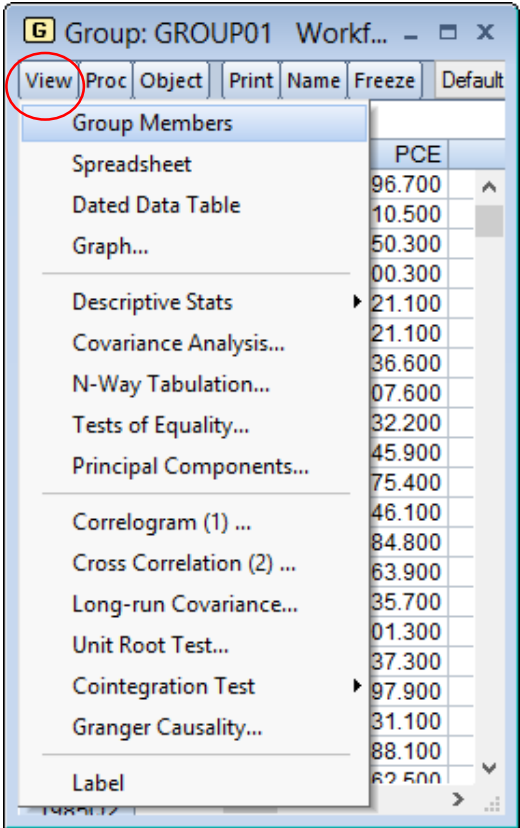 G Group: GROUP01 Workf...
View Proc Object Print Name Freeze Default
Group Members
Spreadsheet
Dated Data Table
Graph...
Descriptive Stats
Covariance Analysis...
N-Way Tabulation...
Tests of Equality...
Principal Components...
Correlogram (1) ...
Cross Correlation (2) ...
Long-run Covariance...
Unit Root Test...
Cointegration Test
Granger Causality...
Label
PCE
96.700
10.500
50.300
00.300
21.100
21.100
36.600
07.600
32.200
45.900
75.400
46.100
84.800
63.900
35.700
01.300
37.300
97.900
31.100
88.100
62.500